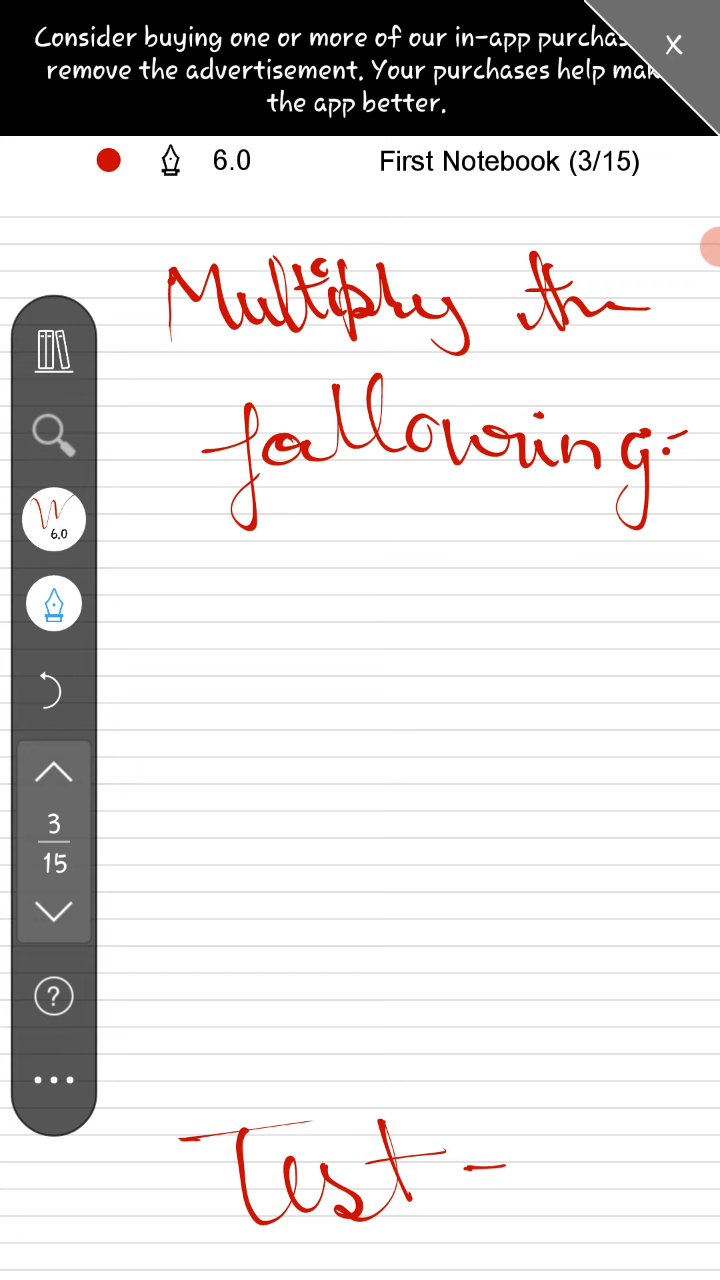 Consider buying one or more of our in-app purchas
remove the advertisement. Your purchases help mak
the app better.
X
6.0 First Notebook (3/15)
Multiply the
following:-
6.0
3
15
?
Test -